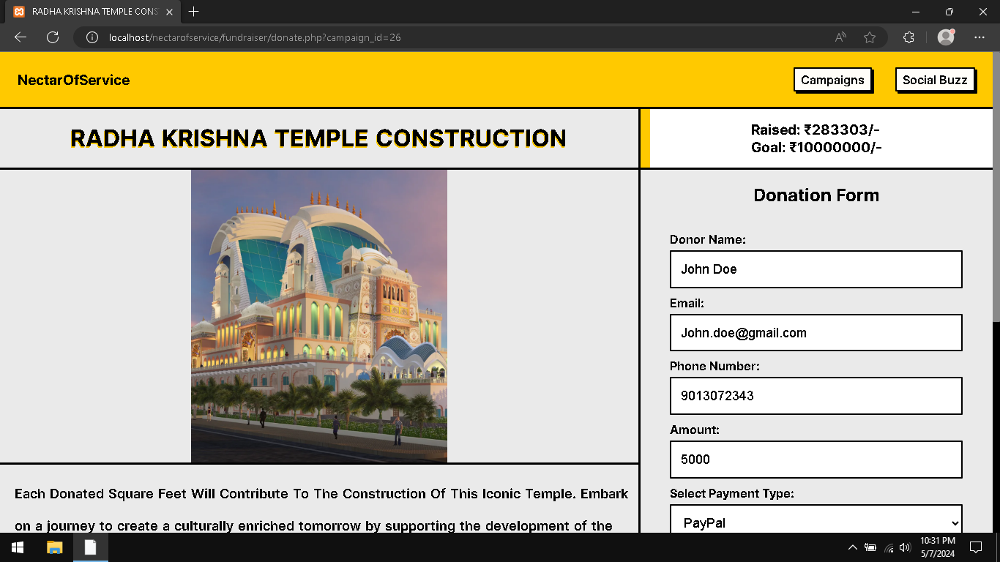 RADHA KRISHNA TEMPLE CONS
localhost/nectarofservice/fundraiser/donate.php?campaign_id=26
NectarOfService
Campaigns
Social Buzz
RADHA KRISHNA TEMPLE CONSTRUCTION
Raised: ₹283303/-
Goal: ₹10000000/-
Donation Form
Donor Name:
John Doe
Email:
John.doe@gmail.com
Phone Number:
9013072343
Amount:
5000
Select Payment Type:
PayPal
Each Donated Square Feet Will Contribute To The Construction Of This Iconic Temple. Embark
on a journey to create a culturally enriched tomorrow by supporting the development of the
10:31 PM
5/7/2024